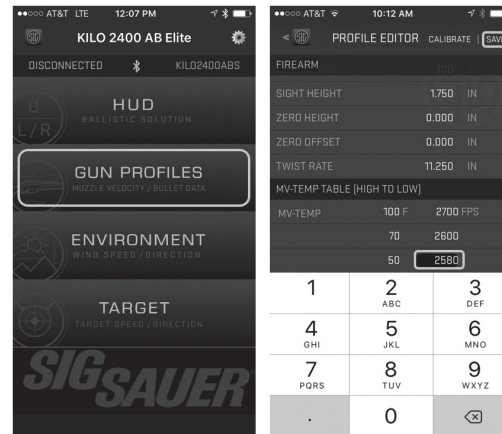 ●●○○○ AT&T LTE 12:07 PM
KILO 2400 AB Elite
DISCONNECTED KILO2400ABS
HUD
BALLISTIC SOLUTION
L/R
GUN PROFILES
MUZZLE VELOCITY / BULLET DATA
ENVIRONMENT
WIND SPEED / DIRECTION
TARGET
TARGET SPEED / DIRECTION
SIG SAUER
●●○○○ AT&T 10:12 AM
< SIG PROFILE EDITOR CALIBRATE | SAVE
FIREARM
SIGHT HEIGHT 1.750 IN
ZERO HEIGHT 0.000 IN
ZERO OFFSET 0.000 IN
TWIST RATE 11.250 IN
MV-TEMP TABLE (HIGH TO LOW)
MV-TEMP 100 F 2700 FPS
70 2600
50 2580
1 2 3
ABC DEF
4 5 6
GHI JKL MNO
7 8 9
PQRS TUV WXYZ
. 0